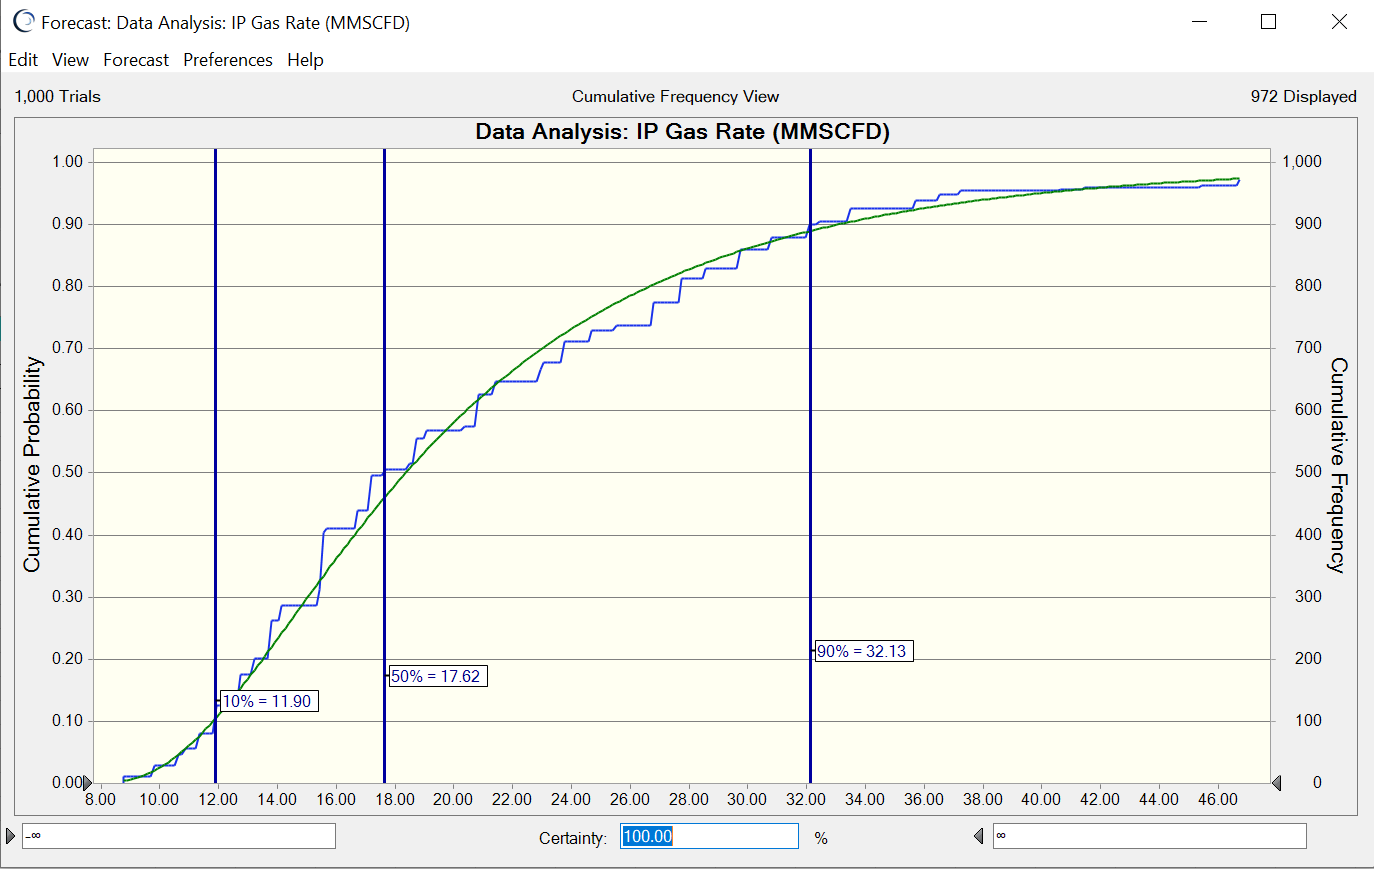 Forecast: Data Analysis: IP Gas Rate (MMSCFD)
Edit View Forecast Preferences Help
1,000 Trials Cumulative Frequency View 972 Displayed
Data Analysis: IP Gas Rate (MMSCFD)
Cumulative Probability
1.00
0.90
0.80
0.70
0.60
0.50
0.40
0.30
0.20
0.10
0.00
10% = 11.90
50% = 17.62
90% = 32.13
1,000
900
800
700
600
500
400
300
200
100
0
Cumulative Frequency
8.00 10.00 12.00 14.00 16.00 18.00 20.00 22.00 24.00 26.00 28.00 30.00 32.00 34.00 36.00 38.00 40.00 42.00 44.00 46.00
-∞ Certainty: 100.00 % ∞